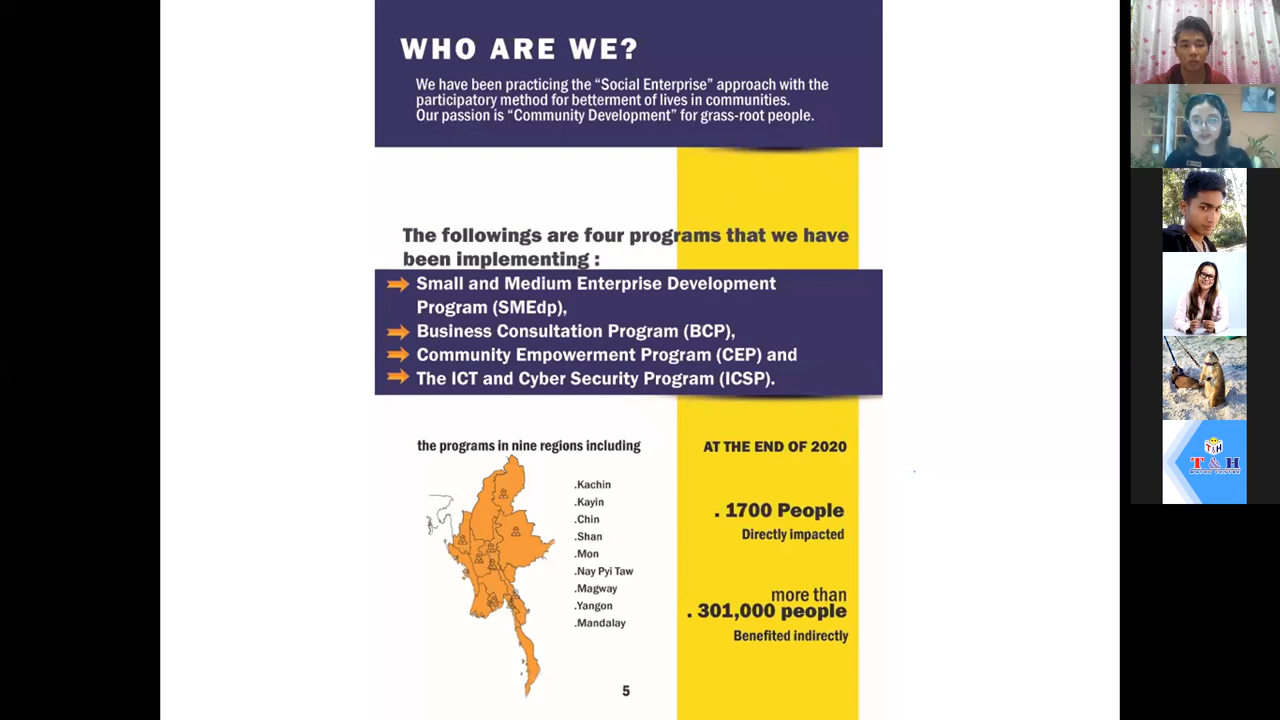 WHO ARE WE?
We have been practicing the “Social Enterprise” approach with the
participatory method for betterment of lives in communities.
Our passion is “Community Development” for grass-root people.
The followings are four programs that we have
been implementing :
Small and Medium Enterprise Development
Program (SMEdp),
Business Consultation Program (BCP),
Community Empowerment Program (CEP) and
The ICT and Cyber Security Program (ICSP).
the programs in nine regions including
.Kachin
.Kayin
.Chin
.Shan
.Mon
.Nay Pyi Taw
.Magway
.Yangon
.Mandalay
AT THE END OF 2020
. 1700 People
Directly impacted
more than
. 301,000 people
Benefited indirectly
5
T&H
T & H